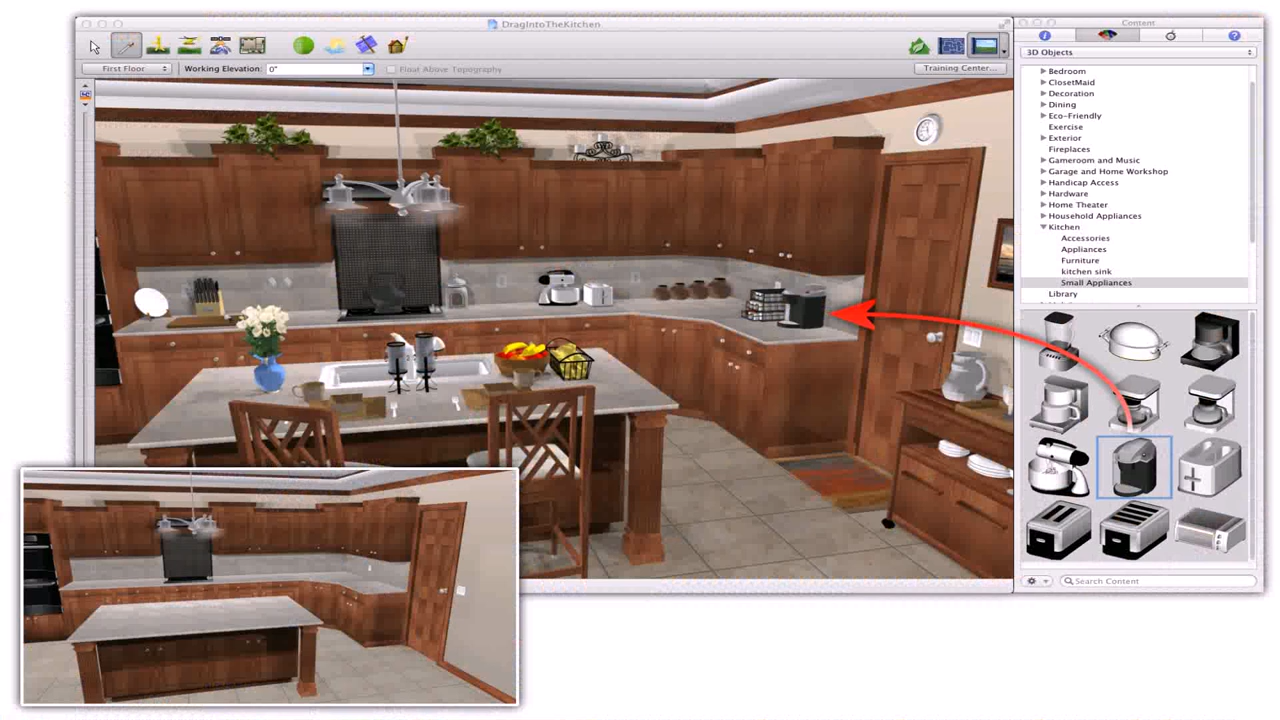 DragIntoTheKitchen
Content
First Floor
Working Elevation: 0"
Float Above Topography
Training Center...
3D Objects
Bedroom
ClosetMaid
Decoration
Dining
Eco-Friendly
Exercise
Exterior
Fireplaces
Gameroom and Music
Garage and Home Workshop
Handicap Access
Hardware
Home Theater
Household Appliances
Kitchen
Accessories
Appliances
Furniture
kitchen sink
Small Appliances
Library
Search Content